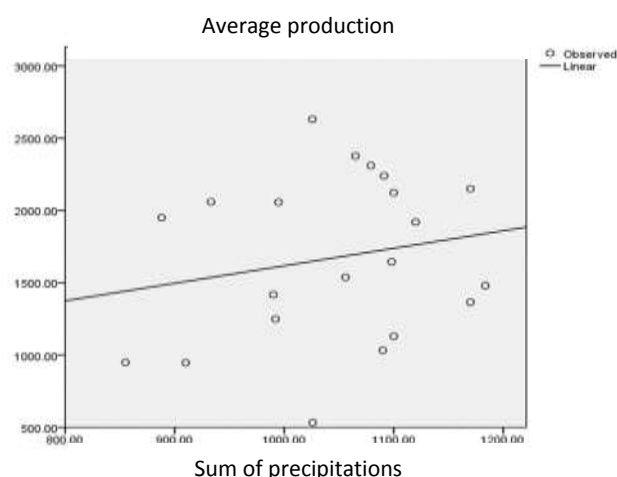 Average production
Observed
Linear
3000.00
2500.00
2000.00
1500.00
1000.00
500.00
800.00 900.00 1000.00 1100.00 1200.00
Sum of precipitations